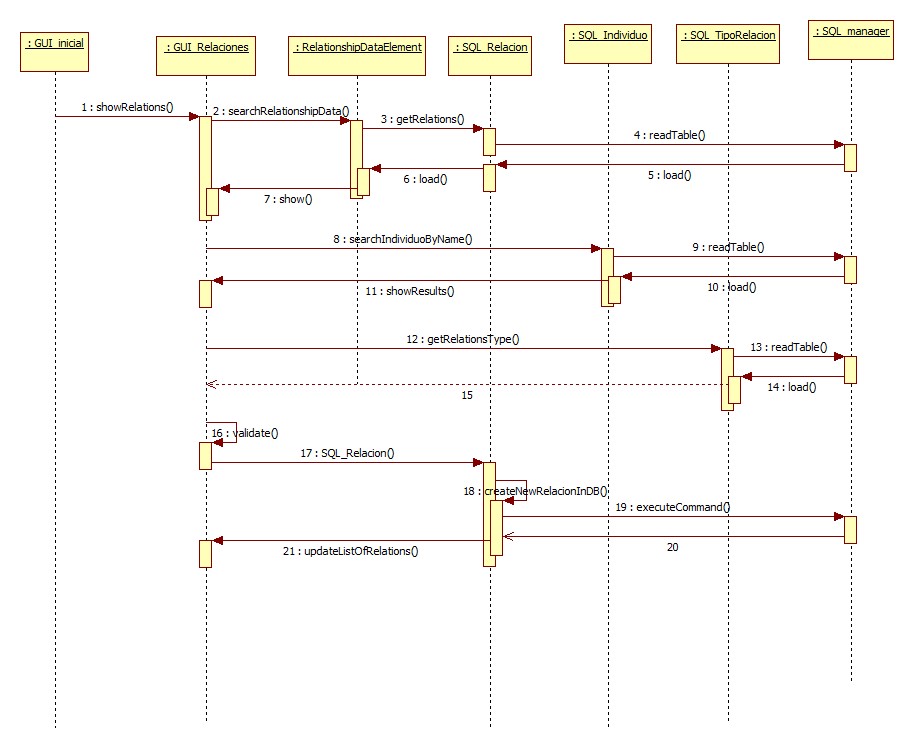 : GUI_inicial
: GUI_Relaciones
: RelationshipDataElement
: SQL_Relacion
: SQL_Individuo
: SQL_TipoRelacion
: SQL_manager
1 : showRelations()
2 : searchRelationshipData()
3 : getRelations()
4 : readTable()
5 : load()
6 : load()
7 : show()
8 : searchIndividuoByName()
9 : readTable()
10 : load()
11 : showResults()
12 : getRelationsType()
13 : readTable()
14 : load()
15
16 : validate()
17 : SQL_Relacion()
18 : createNewRelacionInDB()
19 : executeCommand()
20
21 : updateListOfRelations()